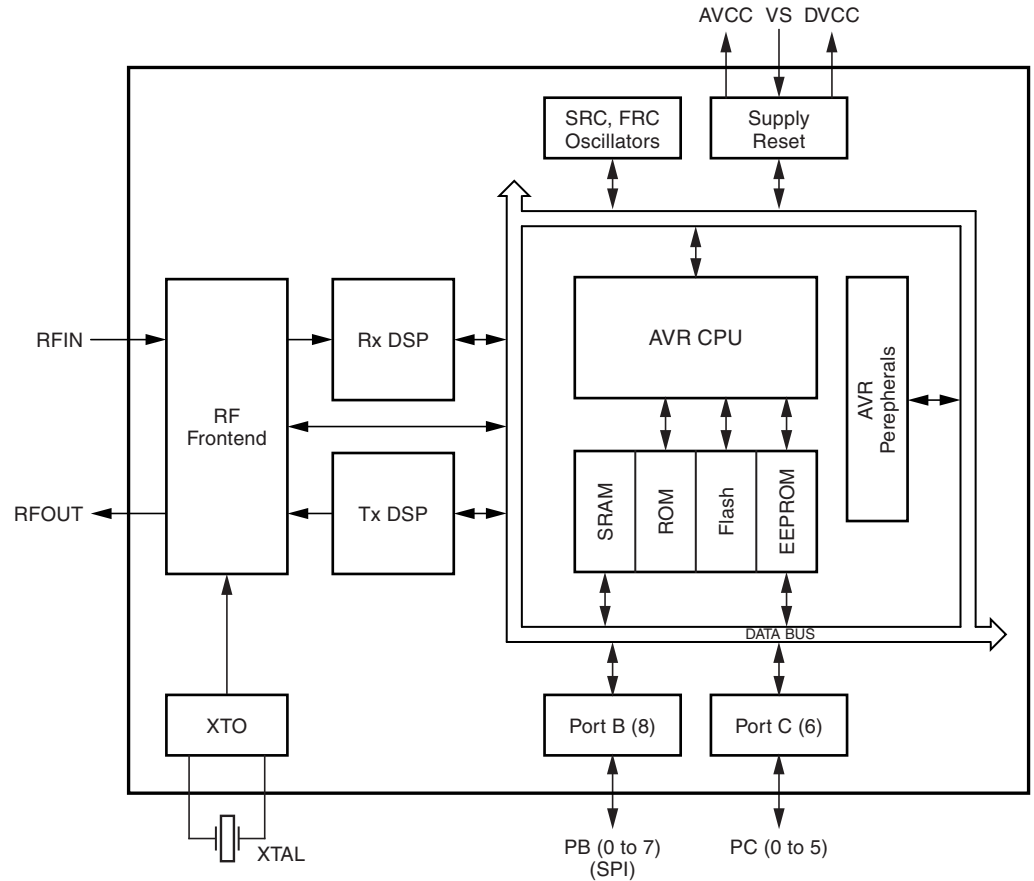 AVCC VS DVCC
SRC, FRC
Oscillators
Supply
Reset
RFIN
RF
Frontend
Rx DSP
AVR CPU
AVR
Perepherals
RFOUT
Tx DSP
SRAM
ROM
Flash
EEPROM
DATA BUS
XTO
Port B (8)
Port C (6)
XTAL
PB (0 to 7)
(SPI)
PC (0 to 5)